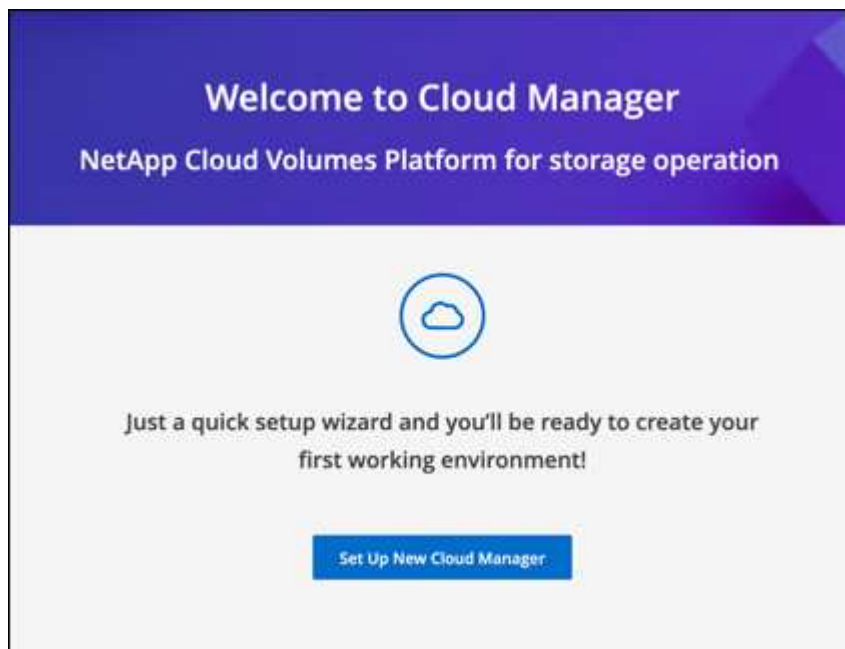 Welcome to Cloud Manager
NetApp Cloud Volumes Platform for storage operation
Just a quick setup wizard and you'll be ready to create your
first working environment!
Set Up New Cloud Manager